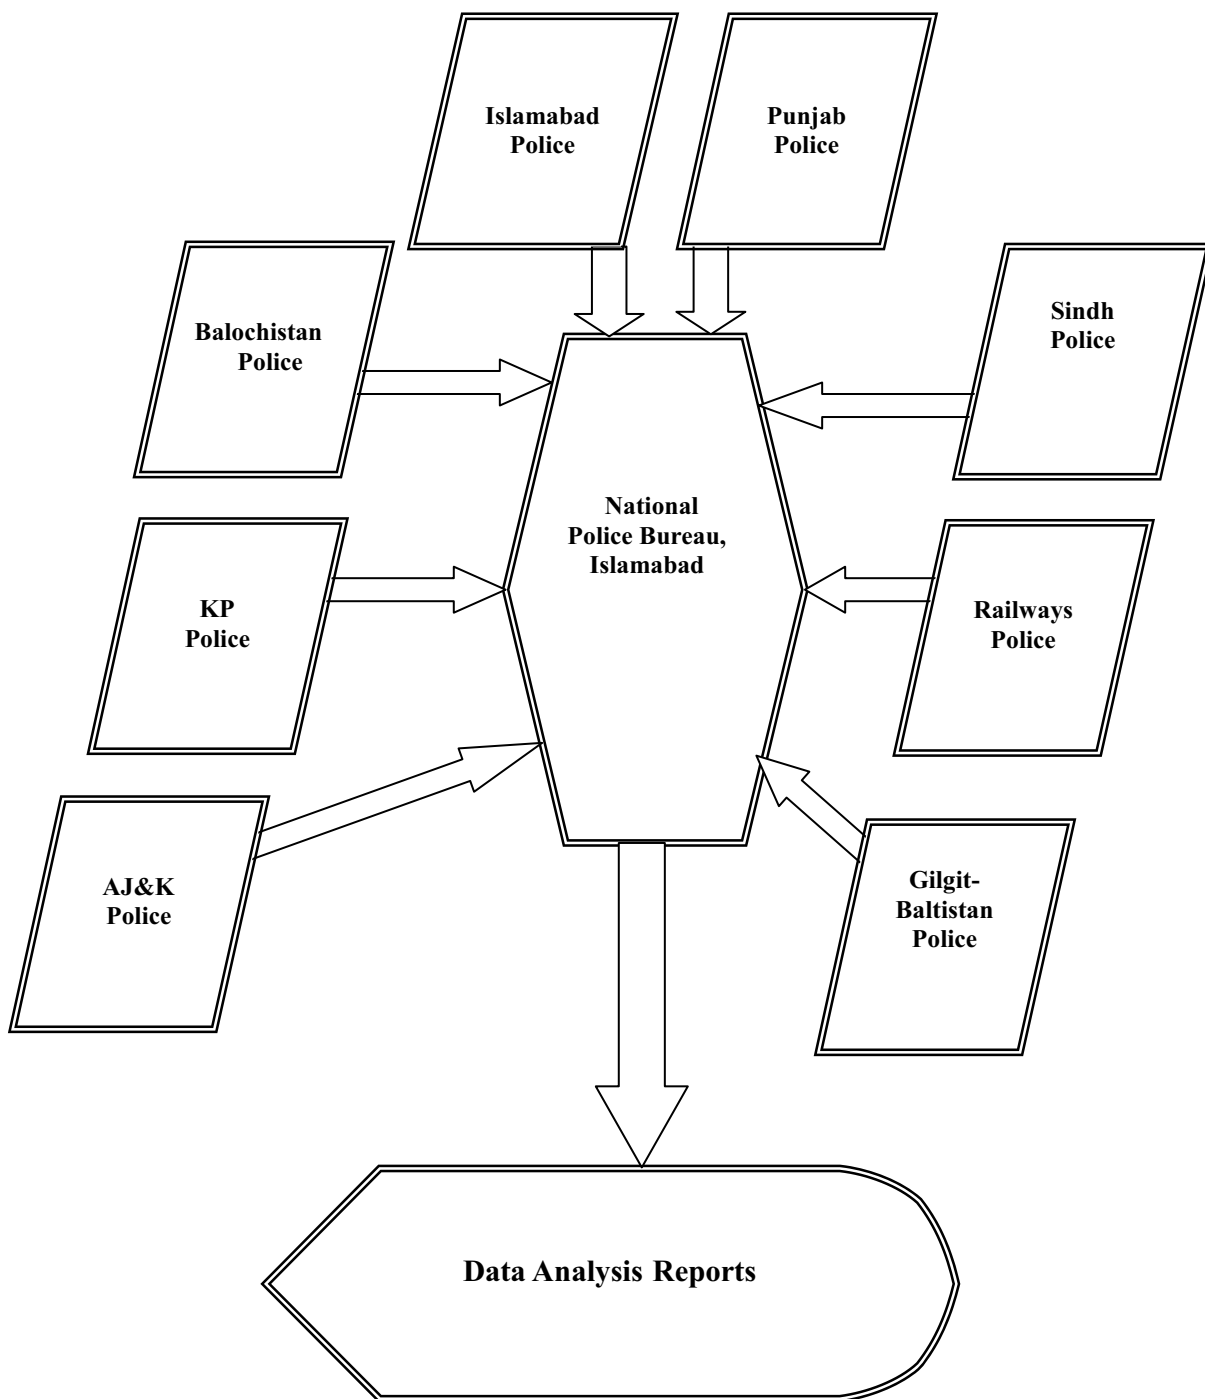 Islamabad
Police
Punjab
Police
Balochistan
Police
Sindh
Police
National
Police Bureau,
Islamabad
KP
Police
Railways
Police
AJ&K
Police
Gilgit-
Baltistan
Police
Data Analysis Reports